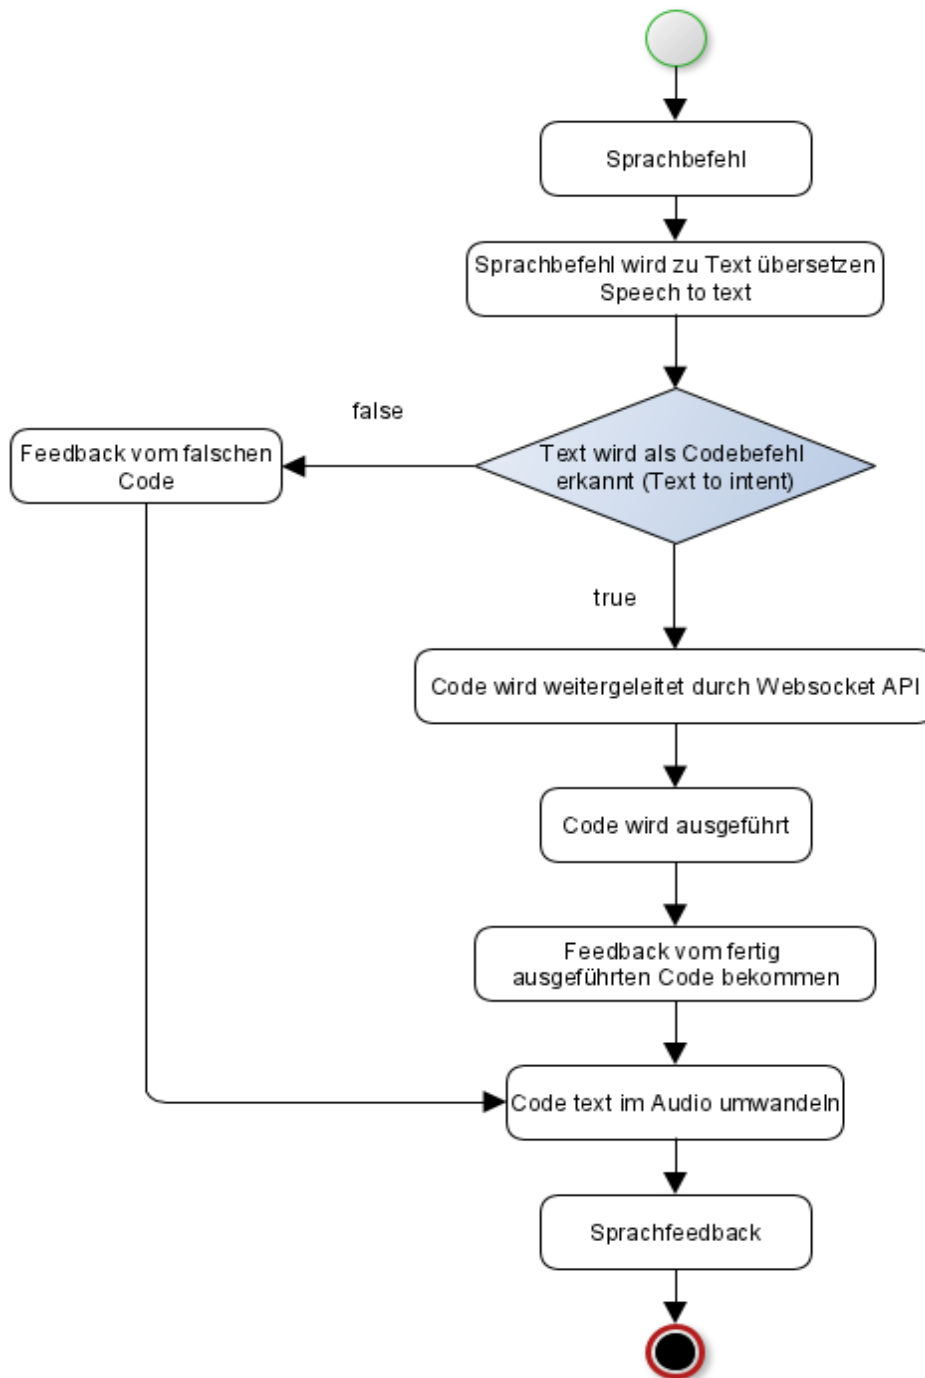 Sprachbefehl
Sprachbefehl wird zu Text übersetzen
Speech to text
false
Text wird als Codebefehl
erkannt (Text to intent)
Feedback vom falschen
Code
true
Code wird weitergeleitet durch Websocket API
Code wird ausgeführt
Feedback vom fertig
ausgeführten Code bekommen
Code text im Audio umwandeln
Sprachfeedback